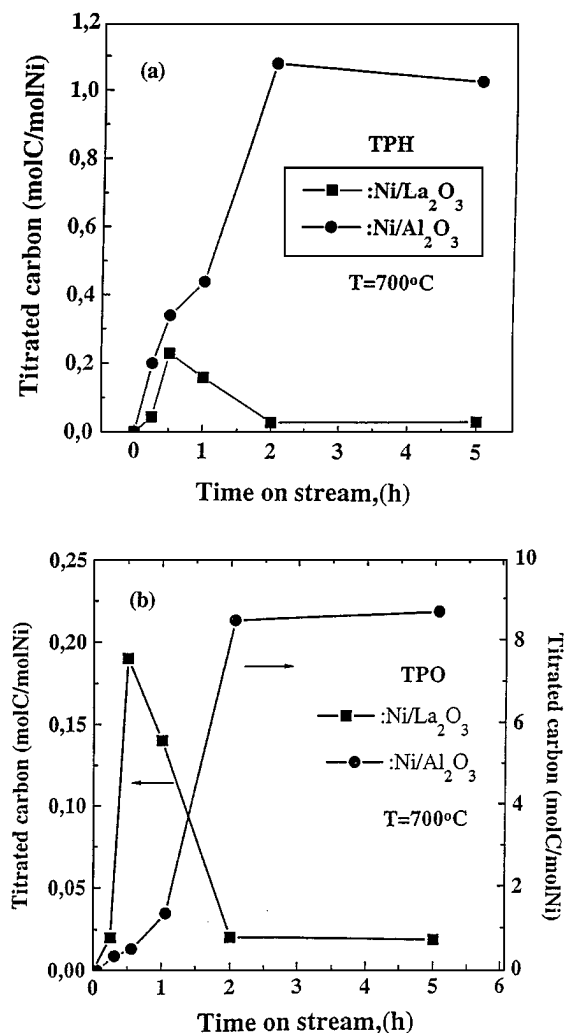 (a)
1,2
1,0
0,8
0,6
0,4
0,2
0,0
Titrated carbon (molC/molNi)
TPH
:Ni/La₂O₃
:Ni/Al₂O₃
T=700°C
0 1 2 3 4 5
Time on stream,(h)
(b)
0,25
0,20
0,15
0,10
0,05
0,00
Titrated carbon (molC/molNi)
10
8
6
4
2
0
Titrated carbon (molC/molNi)
TPO
:Ni/La₂O₃
:Ni/Al₂O₃
T=700°C
0 1 2 3 4 5 6
Time on stream,(h)